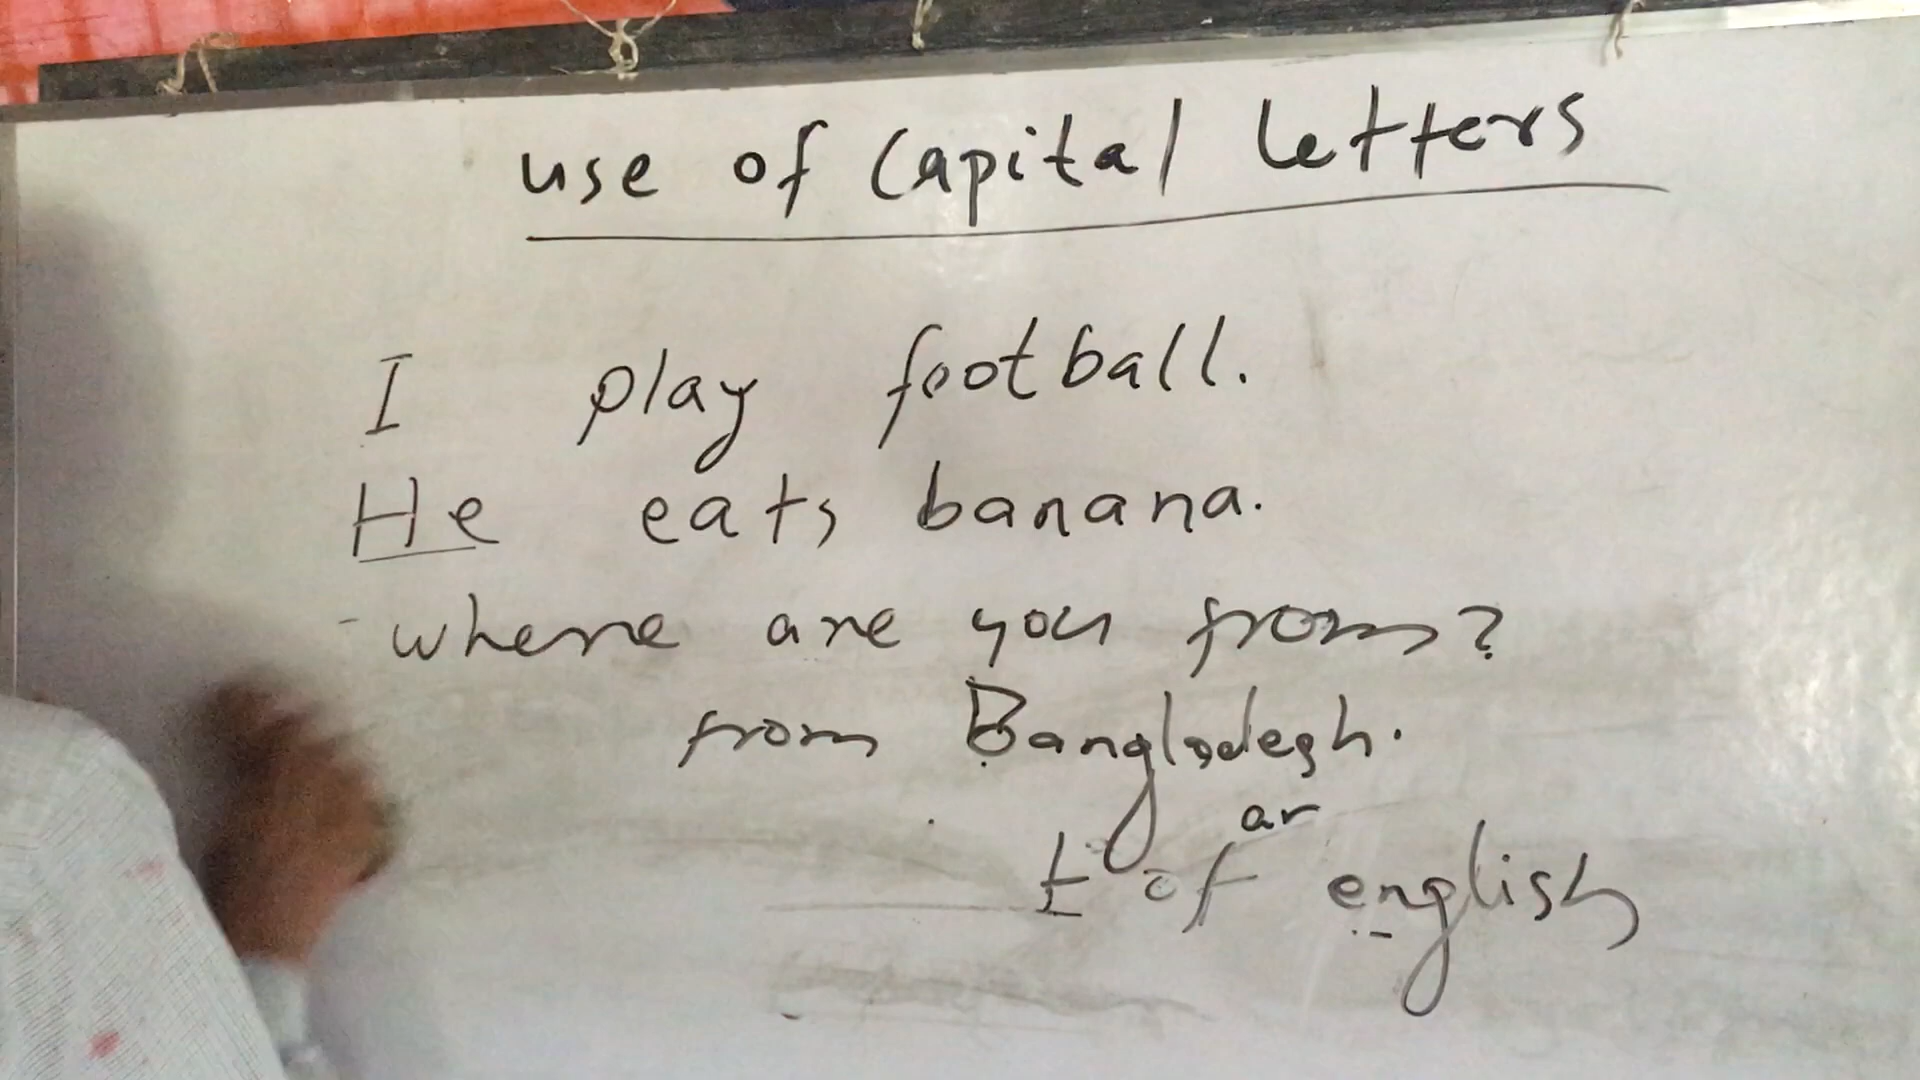 use of Capital letters
I play football.
He eats banana.
where are you from?
from Bangladesh.
ar
of english